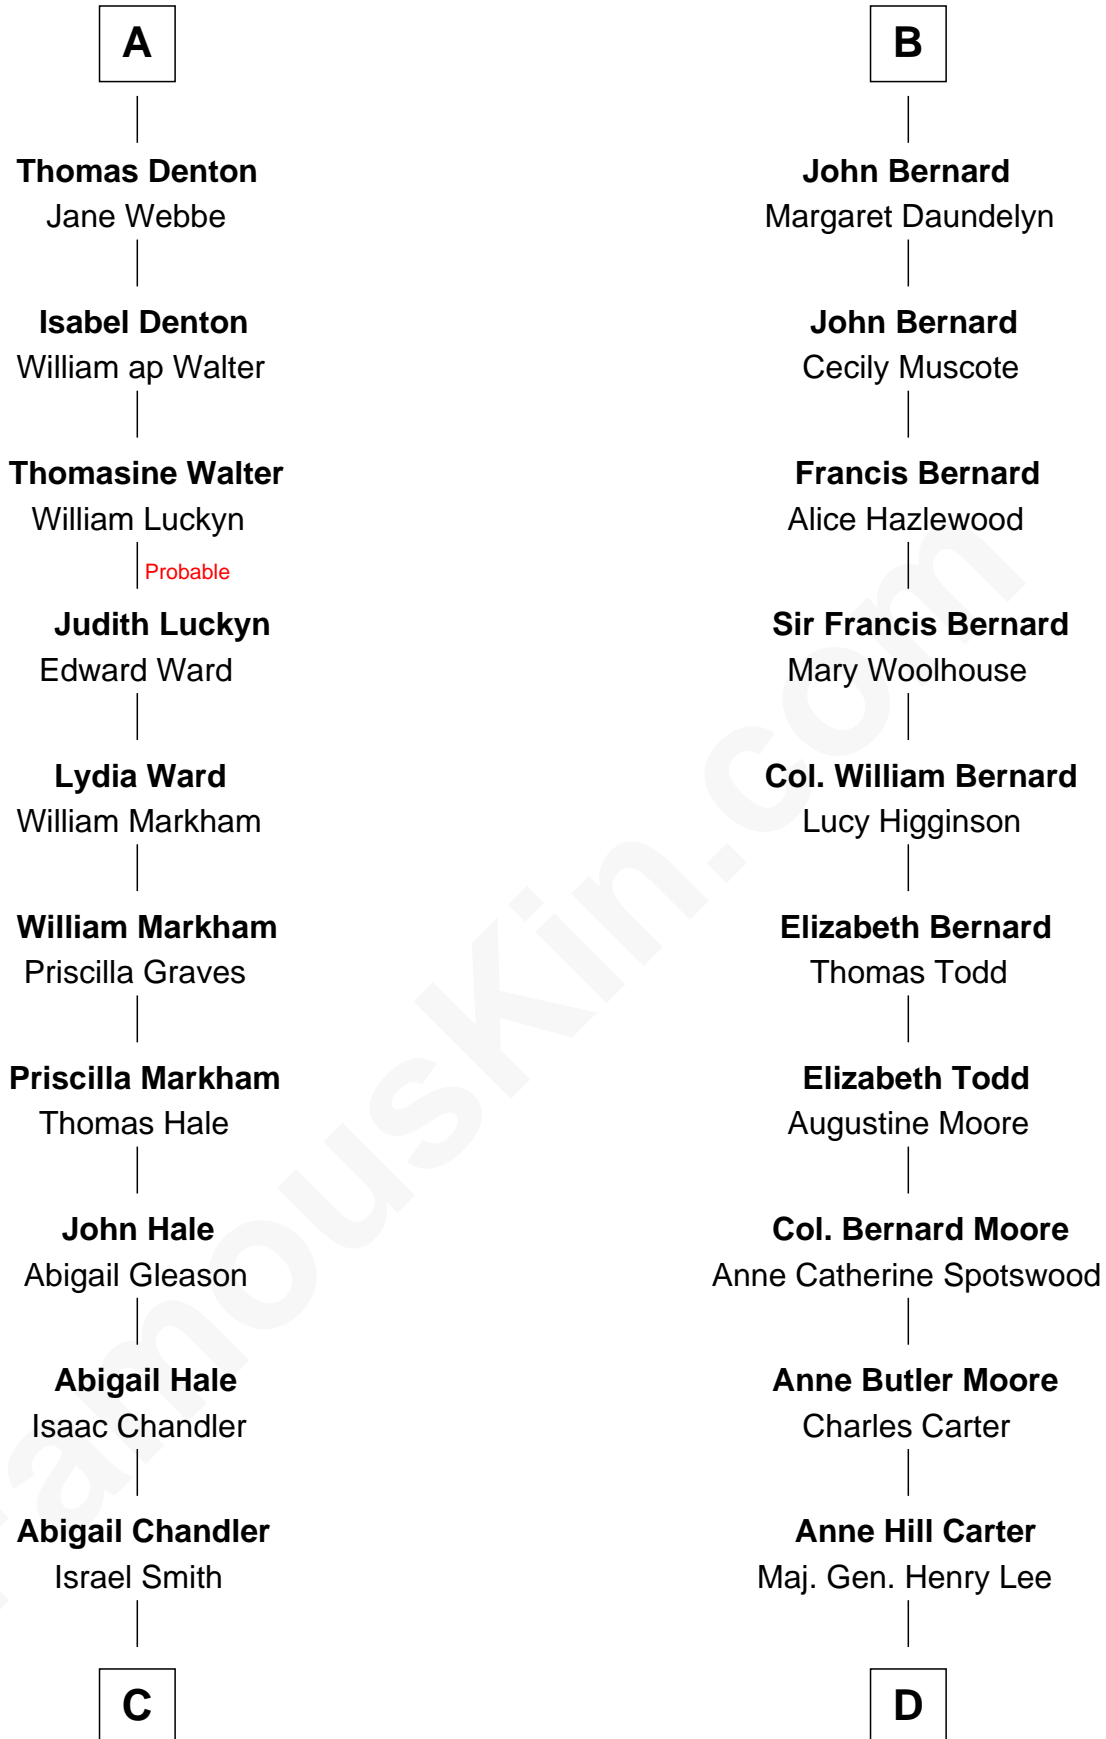 A
Thomas Denton
Jane Webbe
Isabel Denton
William ap Walter
Thomasine Walter
William Luckyn
Probable
Judith Luckyn
Edward Ward
Lydia Ward
William Markham
William Markham
Priscilla Graves
Priscilla Markham
Thomas Hale
John Hale
Abigail Gleason
Abigail Hale
Isaac Chandler
Abigail Chandler
Israel Smith
C
B
John Bernard
Margaret Daundelyn
John Bernard
Cecily Muscote
Francis Bernard
Alice Hazlewood
Sir Francis Bernard
Mary Woolhouse
Col. William Bernard
Lucy Higginson
Elizabeth Bernard
Thomas Todd
Elizabeth Todd
Augustine Moore
Col. Bernard Moore
Anne Catherine Spotswood
Anne Butler Moore
Charles Carter
Anne Hill Carter
Maj. Gen. Henry Lee
D
FamousKin.com